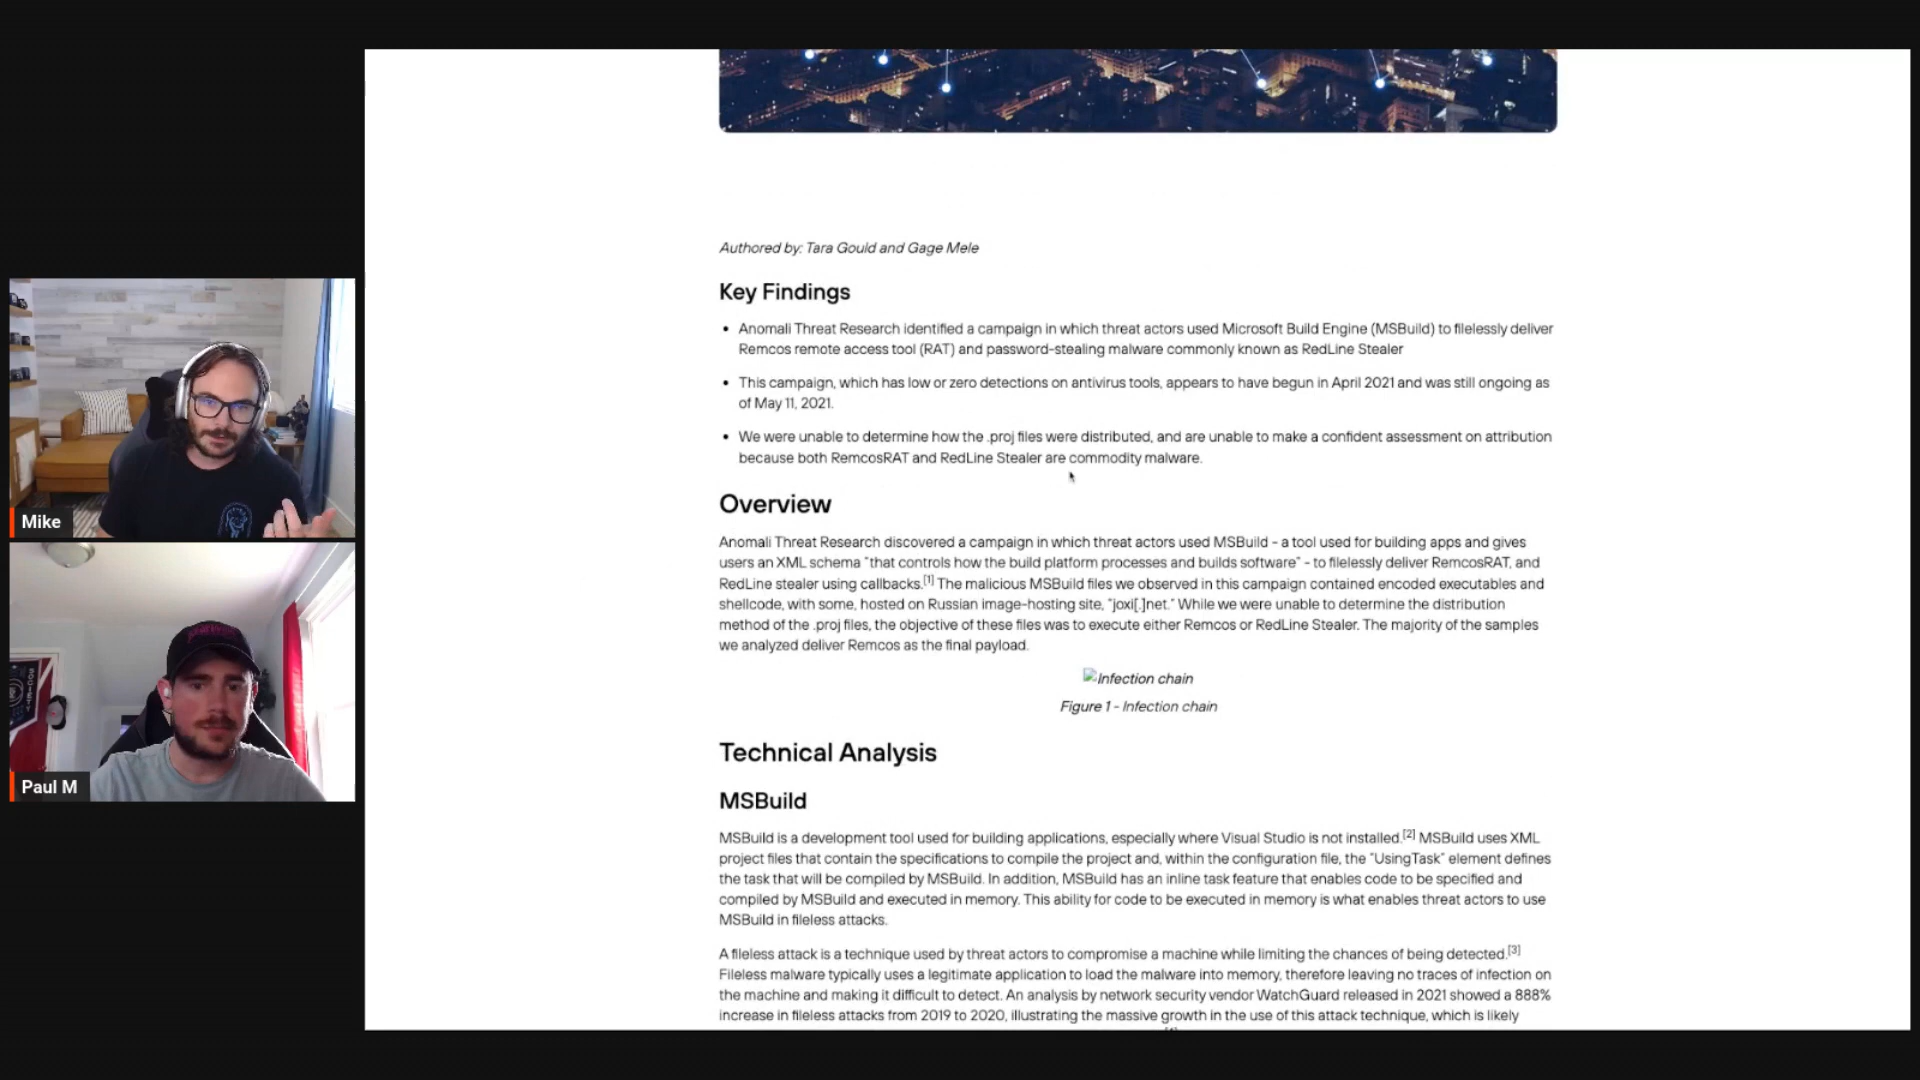 Authored by: Tara Gould and Gage Mele
Key Findings
• Anomali Threat Research identified a campaign in which threat actors used Microsoft Build Engine (MSBuild) to filelessly deliver
Remcos remote access tool (RAT) and password-stealing malware commonly known as RedLine Stealer
• This campaign, which has low or zero detections on antivirus tools, appears to have begun in April 2021 and was still ongoing as
of May 11, 2021.
• We were unable to determine how the .proj files were distributed, and are unable to make a confident assessment on attribution
because both RemcosRAT and RedLine Stealer are commodity malware.
Overview
Anomali Threat Research discovered a campaign in which threat actors used MSBuild - a tool used for building apps and gives
users an XML schema "that controls how the build platform processes and builds software" - to filelessly deliver RemcosRAT, and
RedLine stealer using callbacks.[1] The malicious MSBuild files we observed in this campaign contained encoded executables and
shellcode, with some, hosted on Russian image-hosting site, "joxi[.]net." While we were unable to determine the distribution
method of the .proj files, the objective of these files was to execute either Remcos or RedLine Stealer. The majority of the samples
we analyzed deliver Remcos as the final payload.
Infection chain
Figure 1 - Infection chain
Technical Analysis
MSBuild
MSBuild is a development tool used for building applications, especially where Visual Studio is not installed.[2] MSBuild uses XML
project files that contain the specifications to compile the project and, within the configuration file, the "UsingTask" element defines
the task that will be compiled by MSBuild. In addition, MSBuild has an inline task feature that enables code to be specified and
compiled by MSBuild and executed in memory. This ability for code to be executed in memory is what enables threat actors to use
MSBuild in fileless attacks.
A fileless attack is a technique used by threat actors to compromise a machine while limiting the chances of being detected.[3]
Fileless malware typically uses a legitimate application to load the malware into memory, therefore leaving no traces of infection on
the machine and making it difficult to detect. An analysis by network security vendor WatchGuard released in 2021 showed a 888%
increase in fileless attacks from 2019 to 2020, illustrating the massive growth in the use of this attack technique, which is likely
Mike
Paul M